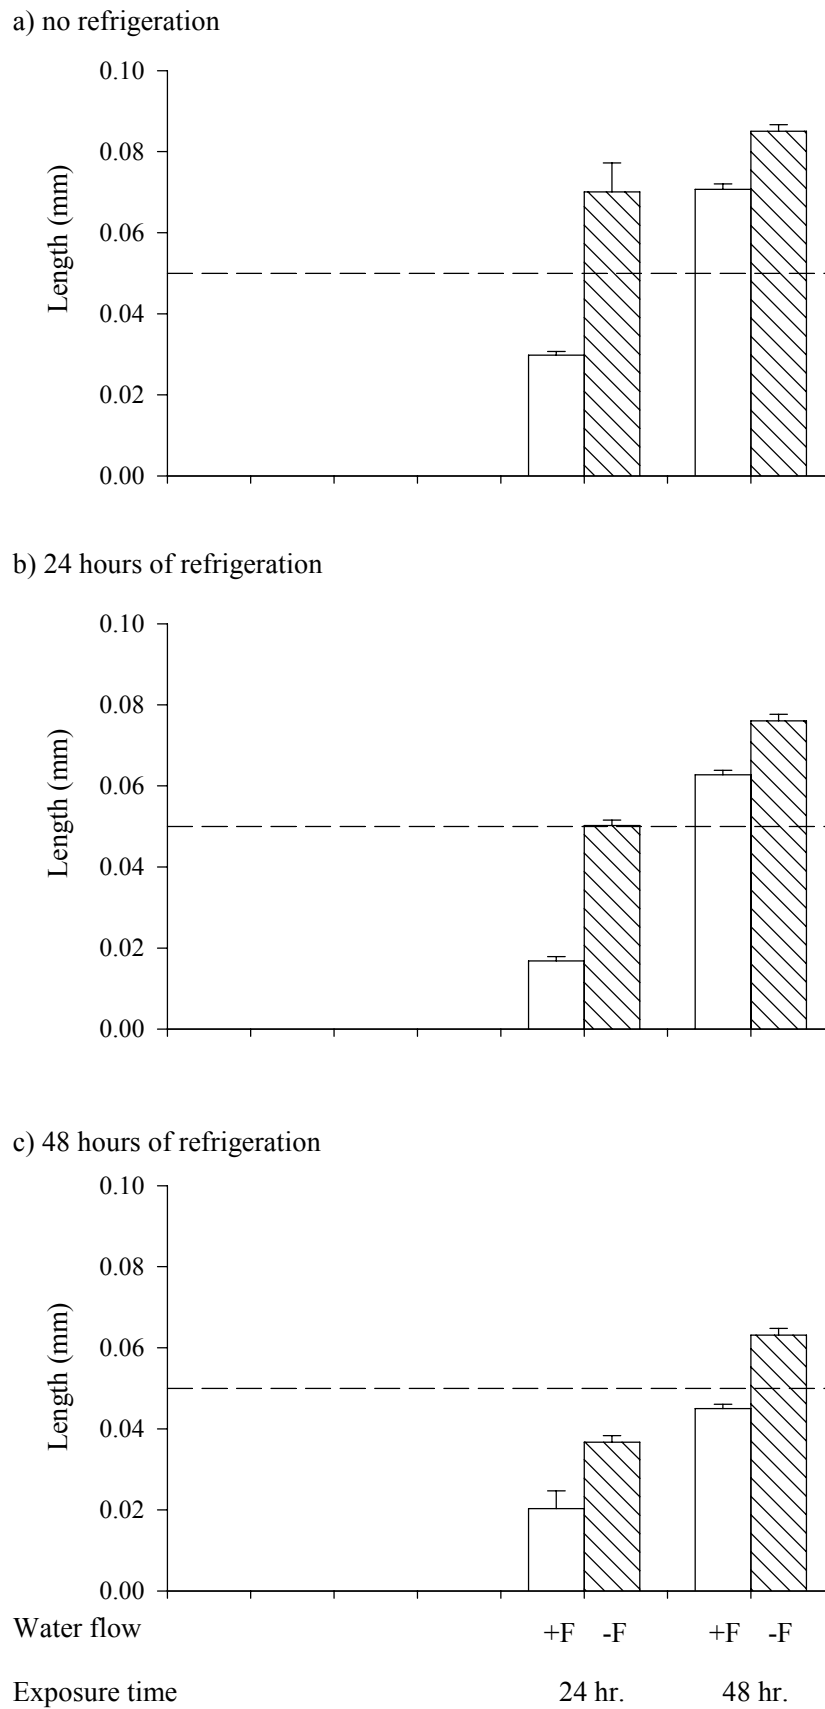 a) no refrigeration
0.10
0.08
0.06
0.04
0.02
0.00
Length (mm)
b) 24 hours of refrigeration
0.10
0.08
0.06
0.04
0.02
0.00
Length (mm)
c) 48 hours of refrigeration
0.10
0.08
0.06
0.04
0.02
0.00
Length (mm)
Water flow +F -F +F -F
Exposure time 24 hr. 48 hr.